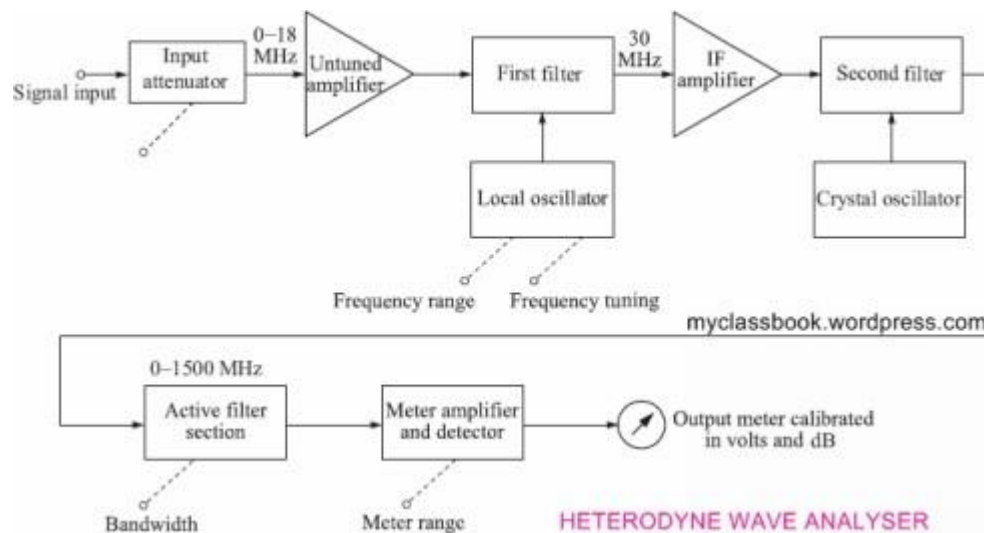 Signal input
Input
attenuator
0–18
MHz
Untuned
amplifier
First filter
30
MHz
IF
amplifier
Second filter
Local oscillator
Crystal oscillator
Frequency range
Frequency tuning
myclassbook.wordpress.com
0–1500 MHz
Active filter
section
Meter amplifier
and detector
Output meter calibrated
in volts and dB
Bandwidth
Meter range
HETERODYNE WAVE ANALYSER